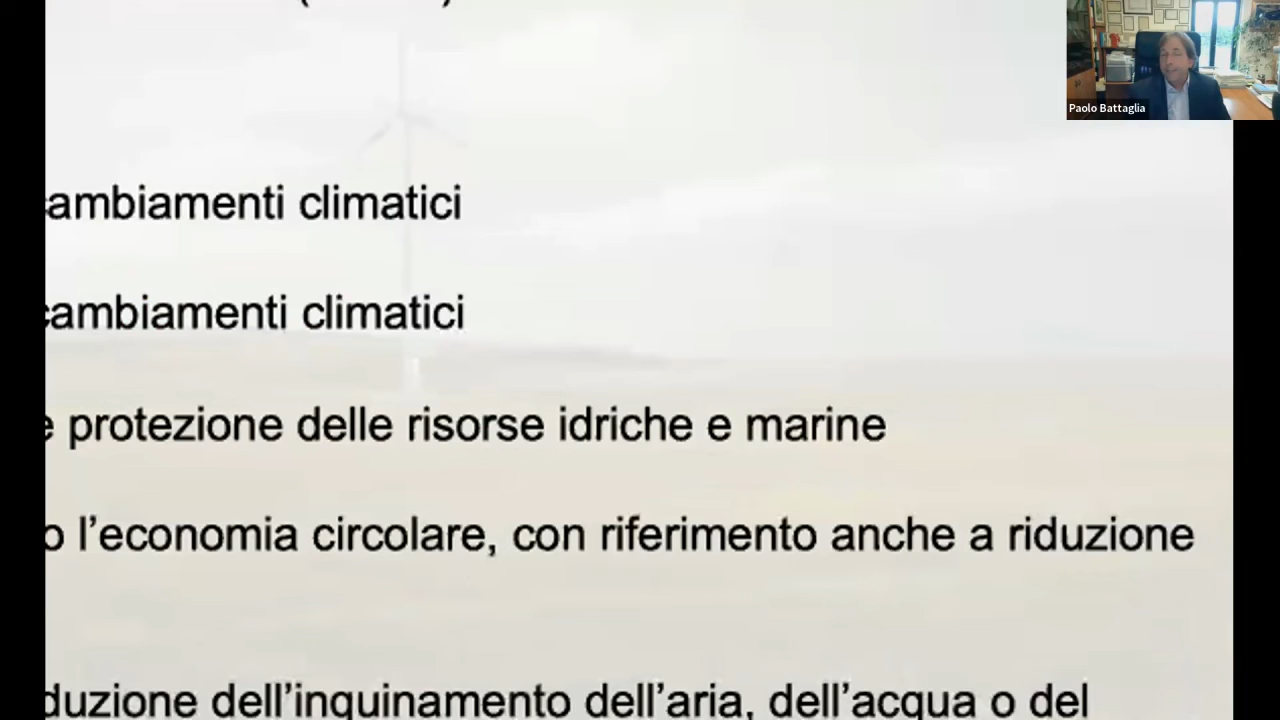 Paolo Battaglia
cambiamenti climatici
cambiamenti climatici
e protezione delle risorse idriche e marine
o l’economia circolare, con riferimento anche a riduzione
duzione dell’inquinamento dell’aria, dell’acqua o del